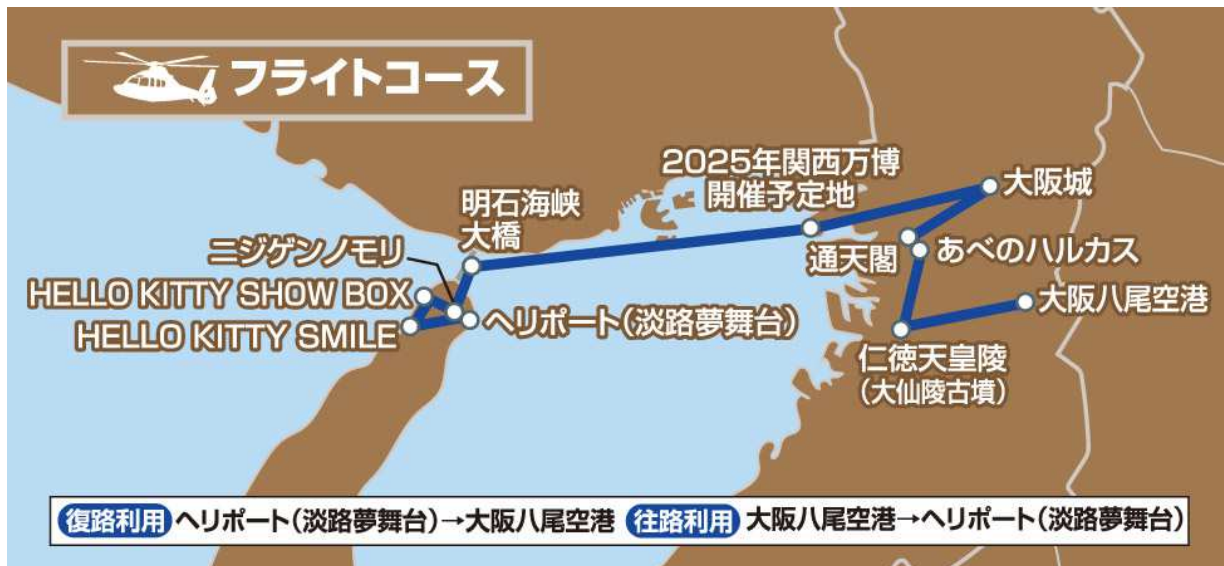 フライトコース
2025年関西万博
開催予定地
大阪城
明石海峡
大橋
ニジゲンノモリ
通天閣
あべのハルカス
HELLO KITTY SHOW BOX
大阪八尾空港
HELLO KITTY SMILE
ヘリポート(淡路夢舞台)
仁徳天皇陵
(大仙陵古墳)
復路利用 ヘリポート(淡路夢舞台)→大阪八尾空港 往路利用 大阪八尾空港→ヘリポート(淡路夢舞台)